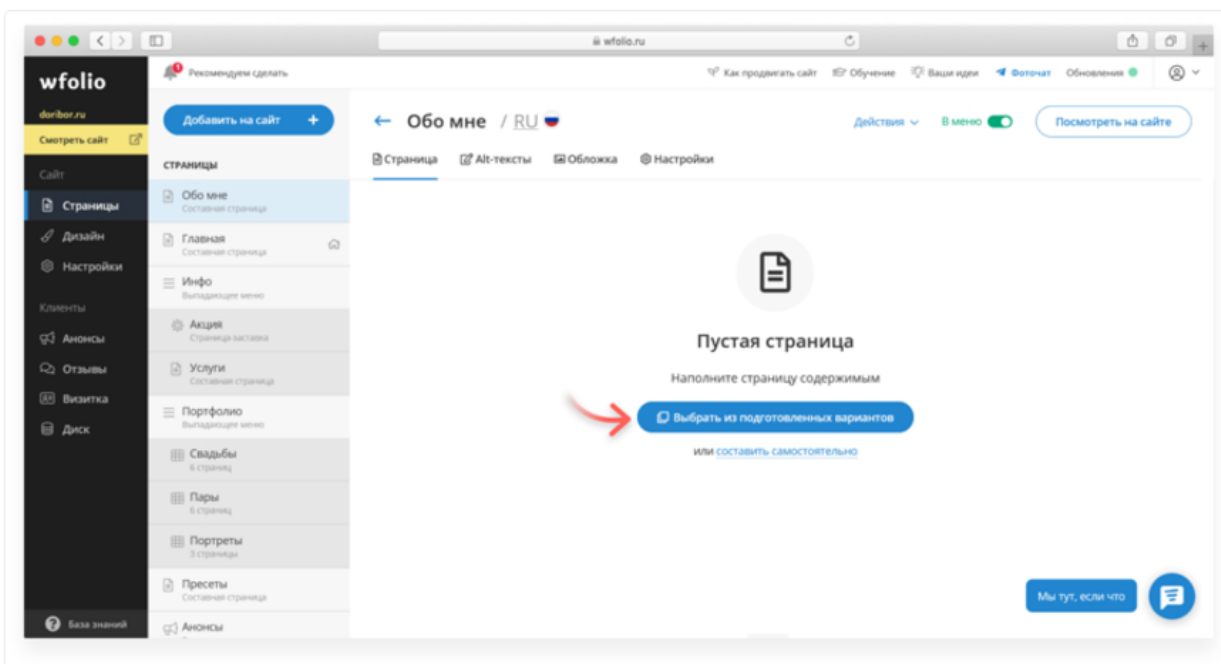 wfolio.ru
wfolio
Рекомендуем сделать
Как продвигать сайт
Обучение
Ваши идеи
Фоточат
Обновления
doribor.ru
Смотреть сайт
Добавить на сайт +
Обо мне / RU
Действия
В меню
Посмотреть на сайте
Сайт
Страницы
Дизайн
Настройки
Клиенты
Анонсы
Отзывы
Визитка
Диск
База знаний
СТРАНИЦЫ
Обо мне
Составная страница
Главная
Составная страница
Инфо
Выпадающее меню
Акция
Страница-заставка
Услуги
Составная страница
Портфолио
Выпадающее меню
Свадьбы
6 страниц
Пары
6 страниц
Портреты
3 страницы
Пресеты
Составная страница
Анонсы
Страница
Alt-тексты
Обложка
Настройки
Пустая страница
Наполните страницу содержимым
Выбрать из подготовленных вариантов
или составить самостоятельно
Мы тут, если что